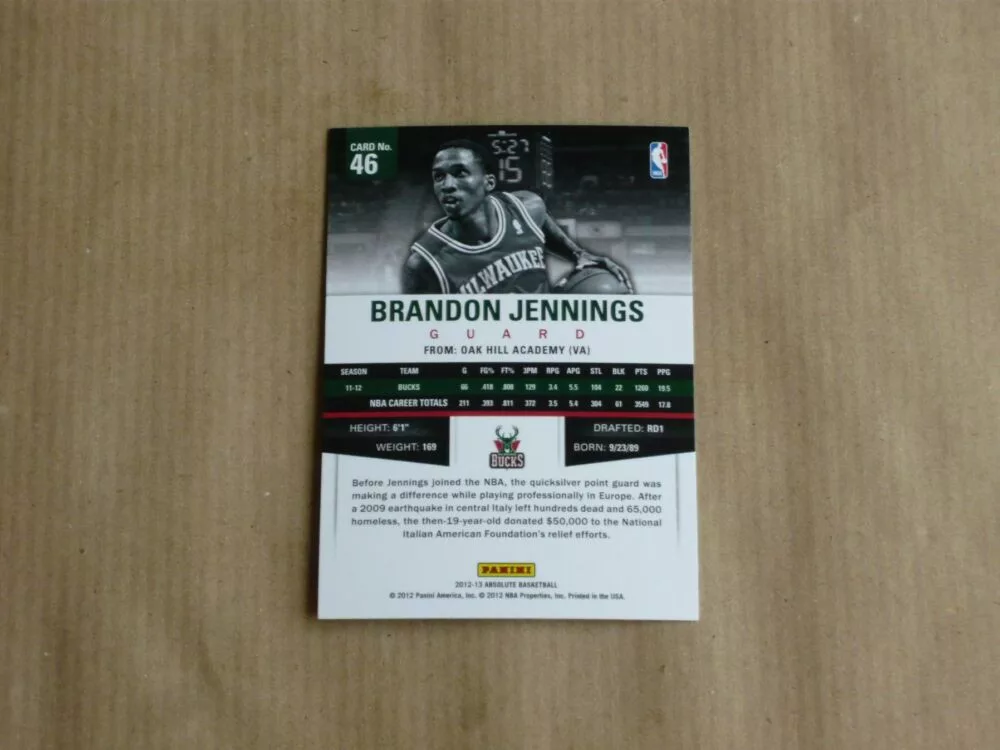 CARD No.
46
5:27
15
MILWAUKEE
BRANDON JENNINGS
GUARD
FROM: OAK HILL ACADEMY (VA)
SEASON TEAM G FG% FT% 3PM RPG APG STL BLK PTS PPG
11-12 BUCKS 66 .418 .808 129 3.4 5.5 104 22 1260 19.5
NBA CAREER TOTALS 211 .393 .811 372 3.5 5.4 304 61 3549 17.0
HEIGHT: 6'1" DRAFTED: RD1
WEIGHT: 169 BORN: 9/23/89
BUCKS
Before Jennings joined the NBA, the quicksilver point guard was
making a difference while playing professionally in Europe. After
a 2009 earthquake in central Italy left hundreds dead and 65,000
homeless, the then-19-year-old donated $50,000 to the National
Italian American Foundation's relief efforts.
PANINI
2012-13 ABSOLUTE BASKETBALL
© 2012 Panini America, Inc. © 2012 NBA Properties, Inc. Printed in the USA.